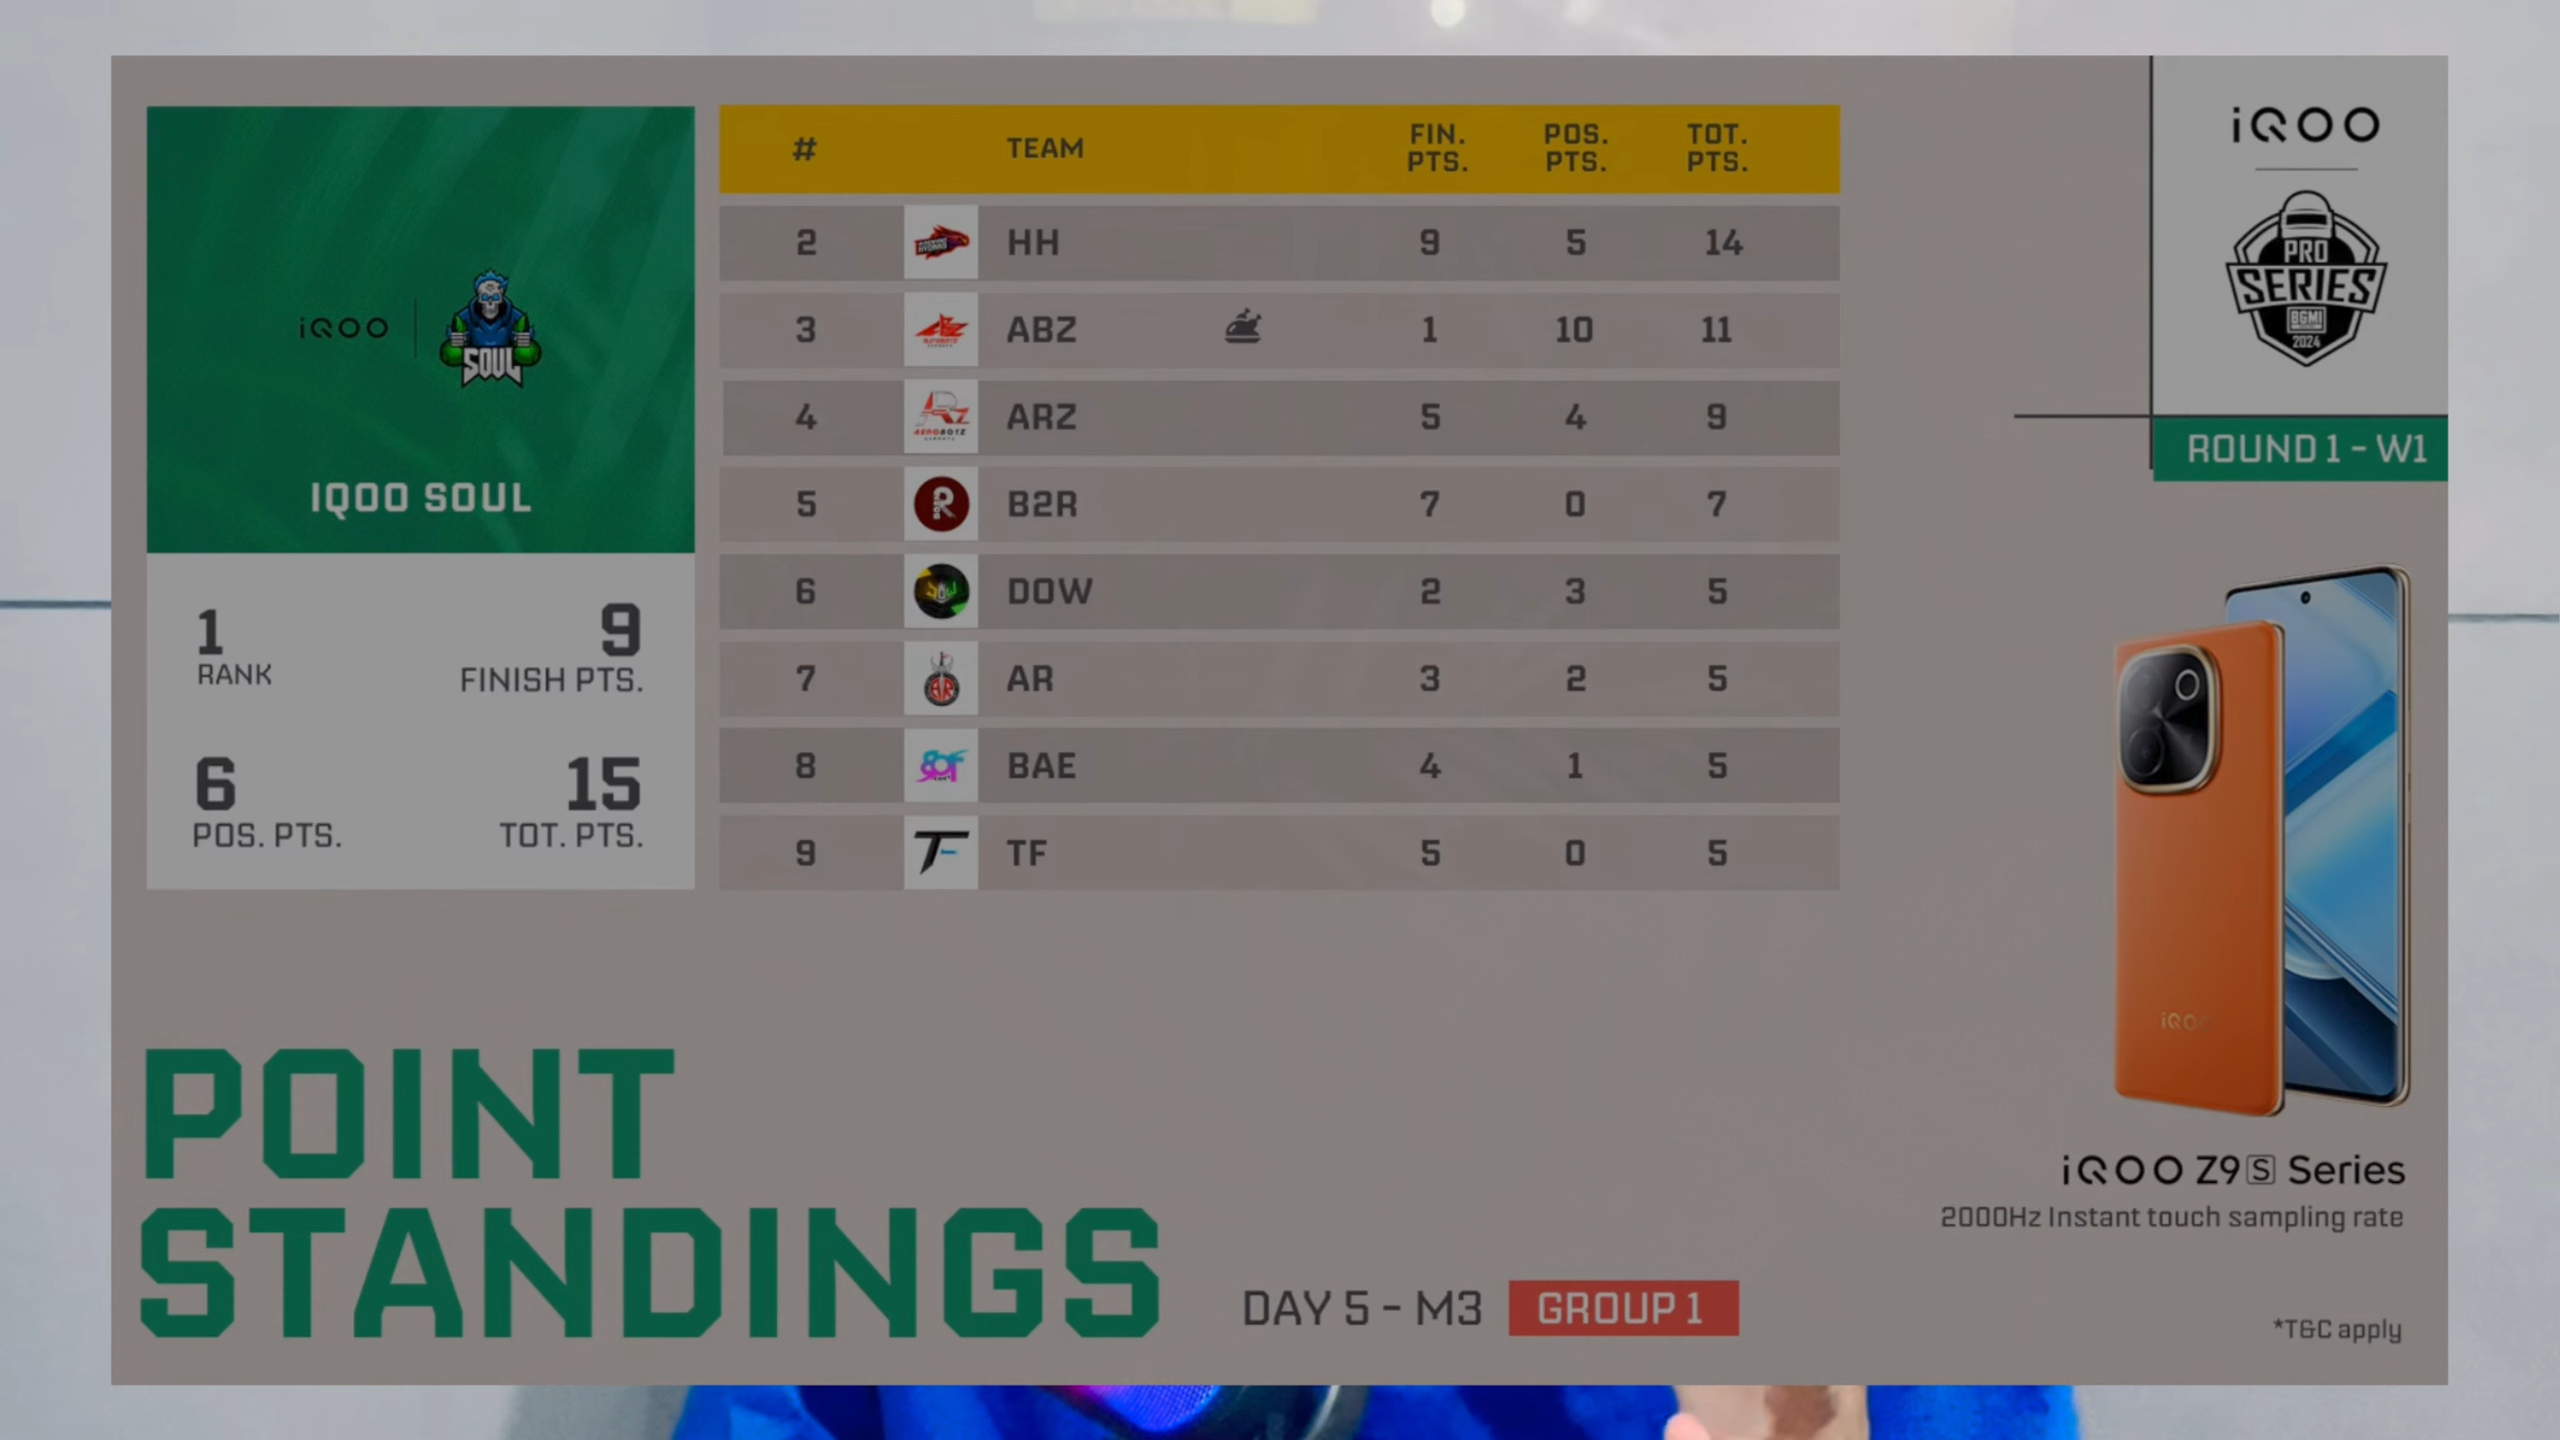 iQOO
SOUL
IQOO SOUL
1
RANK
9
FINISH PTS.
6
POS. PTS.
15
TOT. PTS.
# TEAM FIN. PTS. POS. PTS. TOT. PTS.
2 HH 9 5 14
3 ABZ 1 10 11
4 ARZ 5 4 9
5 B2R 7 0 7
6 DOW 2 3 5
7 AR 3 2 5
8 BAE 4 1 5
9 TF 5 0 5
iQOO
PRO
SERIES
BGMI
2024
ROUND 1 - W1
iQOO
iQOO Z9S Series
2000Hz Instant touch sampling rate
*T&C apply
POINT
STANDINGS
DAY 5 - M3 GROUP 1